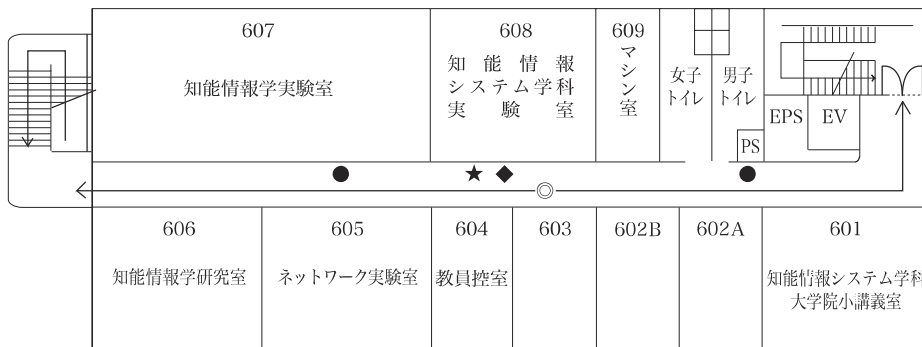 607
知能情報学実験室
608
知能情報
システム学科
実験室
609
マシン室
女子
トイレ
男子
トイレ
PS
EPS
EV
606
知能情報学研究室
605
ネットワーク実験室
604
教員控室
603
602B
602A
601
知能情報システム学科
大学院小講義室